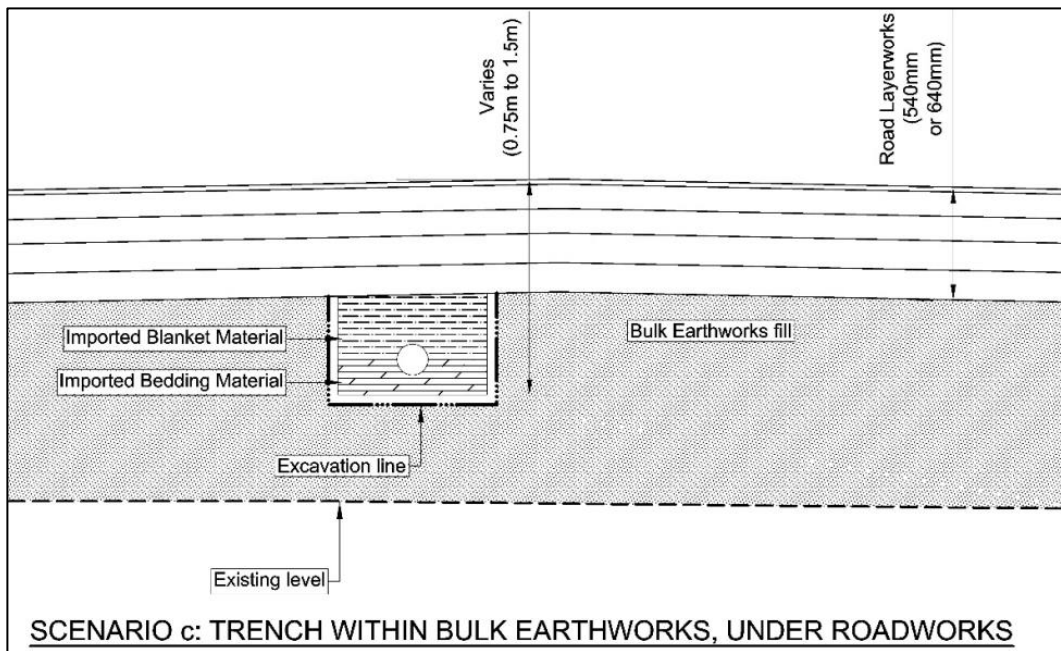 Varies
(0.75m to 1.5m)
Road Layerworks
(540mm
or 640mm)
Imported Blanket Material
Bulk Earthworks fill
Imported Bedding Material
Excavation line
Existing level
SCENARIO c: TRENCH WITHIN BULK EARTHWORKS, UNDER ROADWORKS